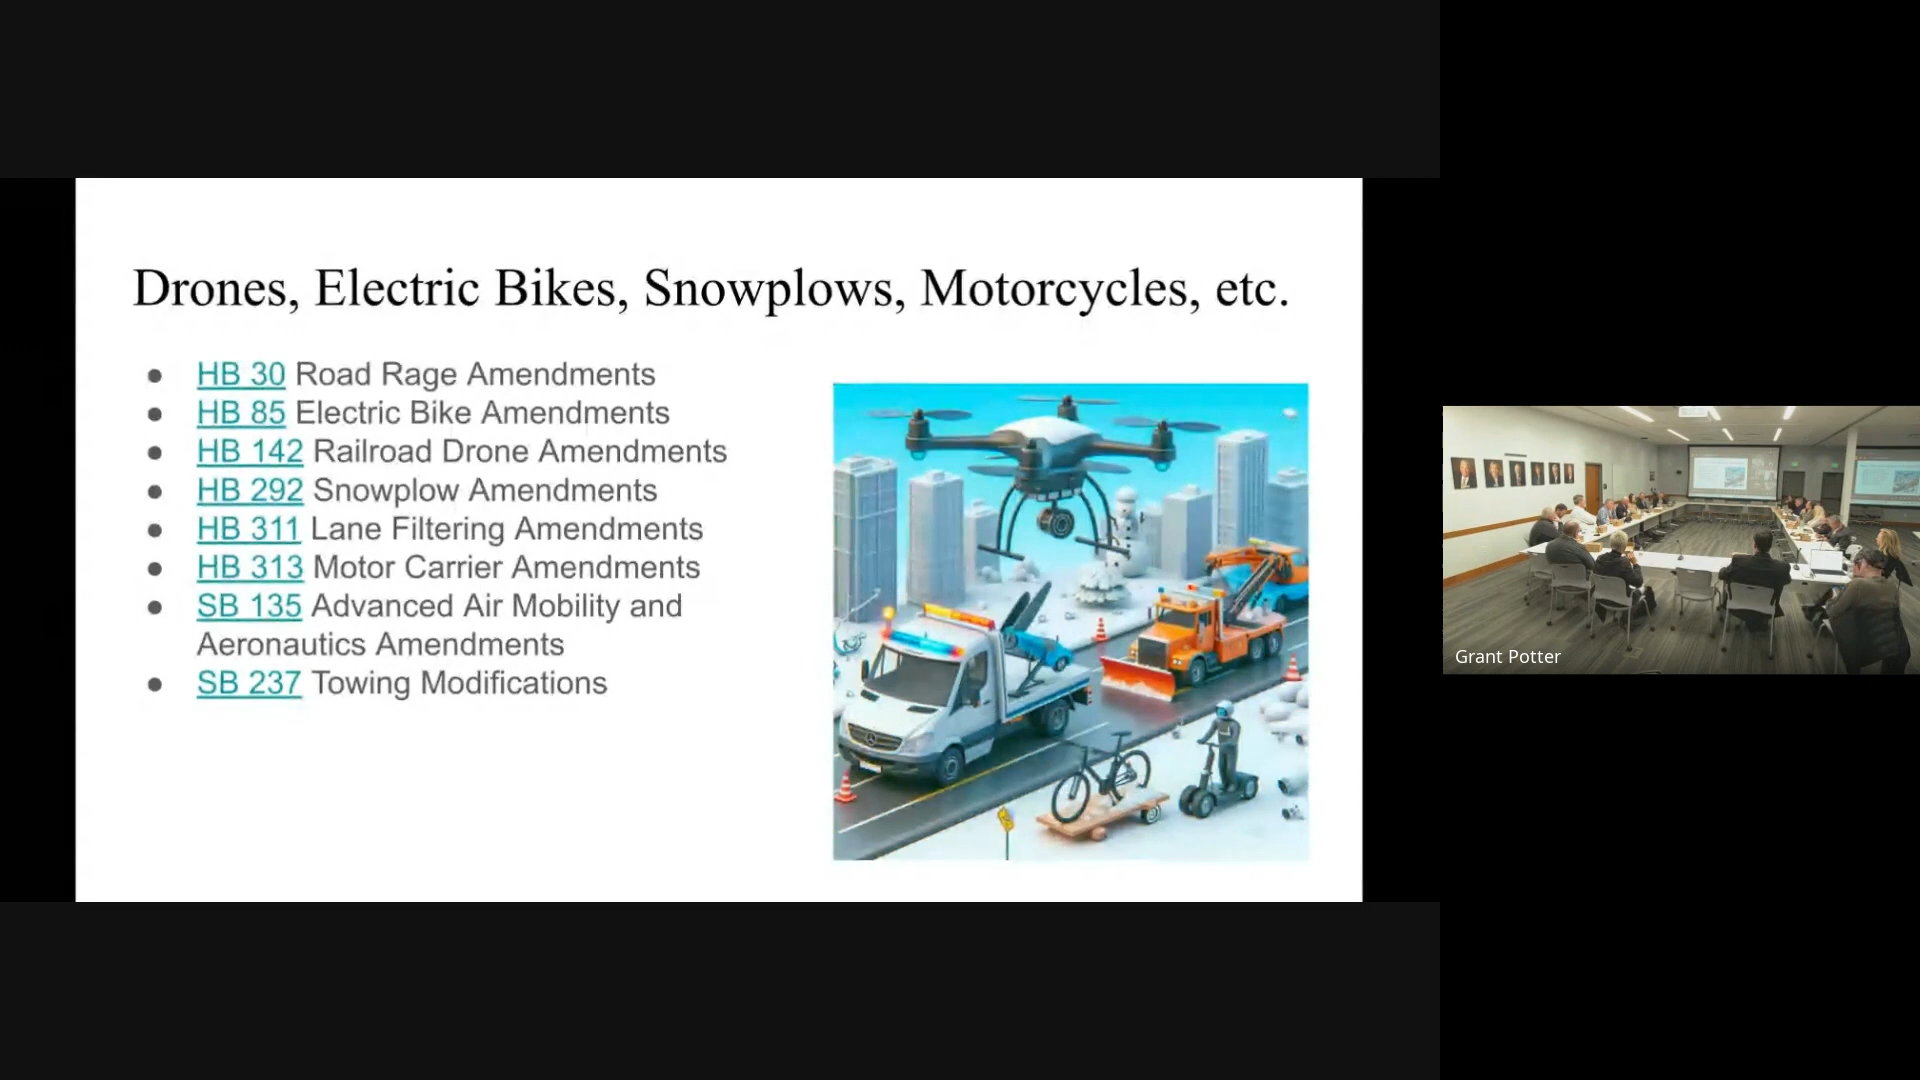 Drones, Electric Bikes, Snowplows, Motorcycles, etc.
● HB 30 Road Rage Amendments
● HB 85 Electric Bike Amendments
● HB 142 Railroad Drone Amendments
● HB 292 Snowplow Amendments
● HB 311 Lane Filtering Amendments
● HB 313 Motor Carrier Amendments
● SB 135 Advanced Air Mobility and
Aeronautics Amendments
● SB 237 Towing Modifications
Grant Potter